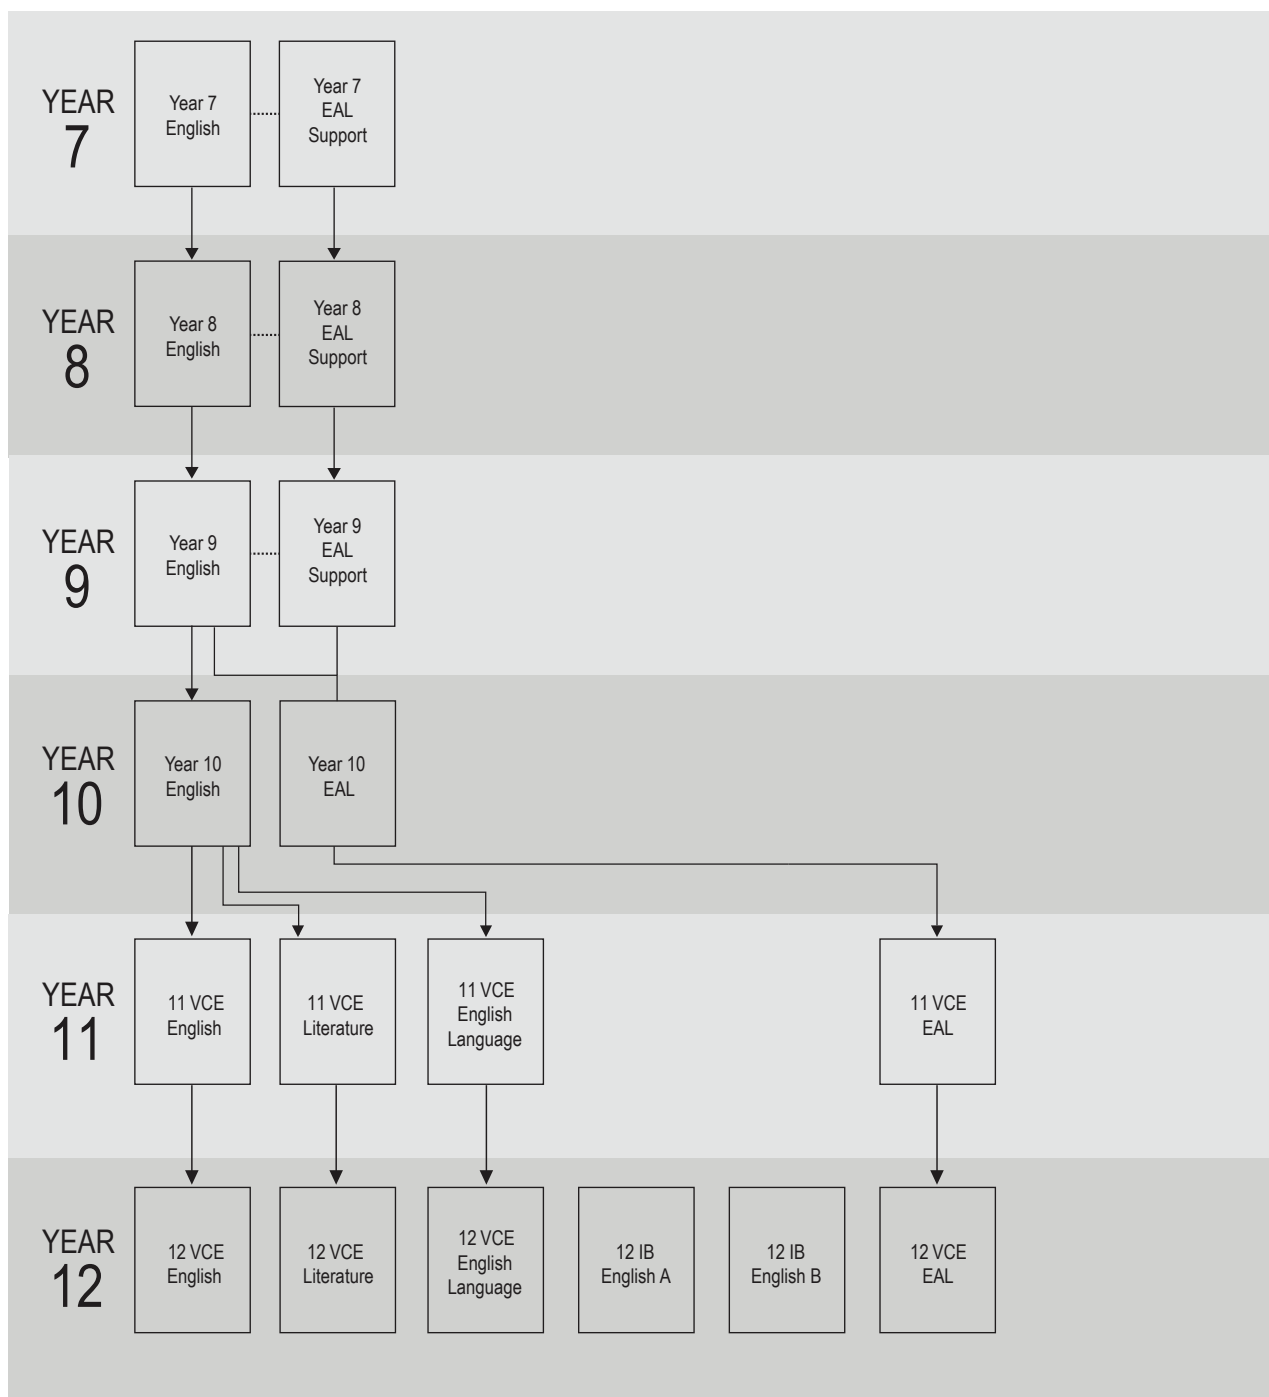 YEAR
7
Year 7
English
Year 7
EAL
Support
YEAR
8
Year 8
English
Year 8
EAL
Support
YEAR
9
Year 9
English
Year 9
EAL
Support
YEAR
10
Year 10
English
Year 10
EAL
YEAR
11
11 VCE
English
11 VCE
Literature
11 VCE
English
Language
11 VCE
EAL
YEAR
12
12 VCE
English
12 VCE
Literature
12 VCE
English
Language
12 IB
English A
12 IB
English B
12 VCE
EAL